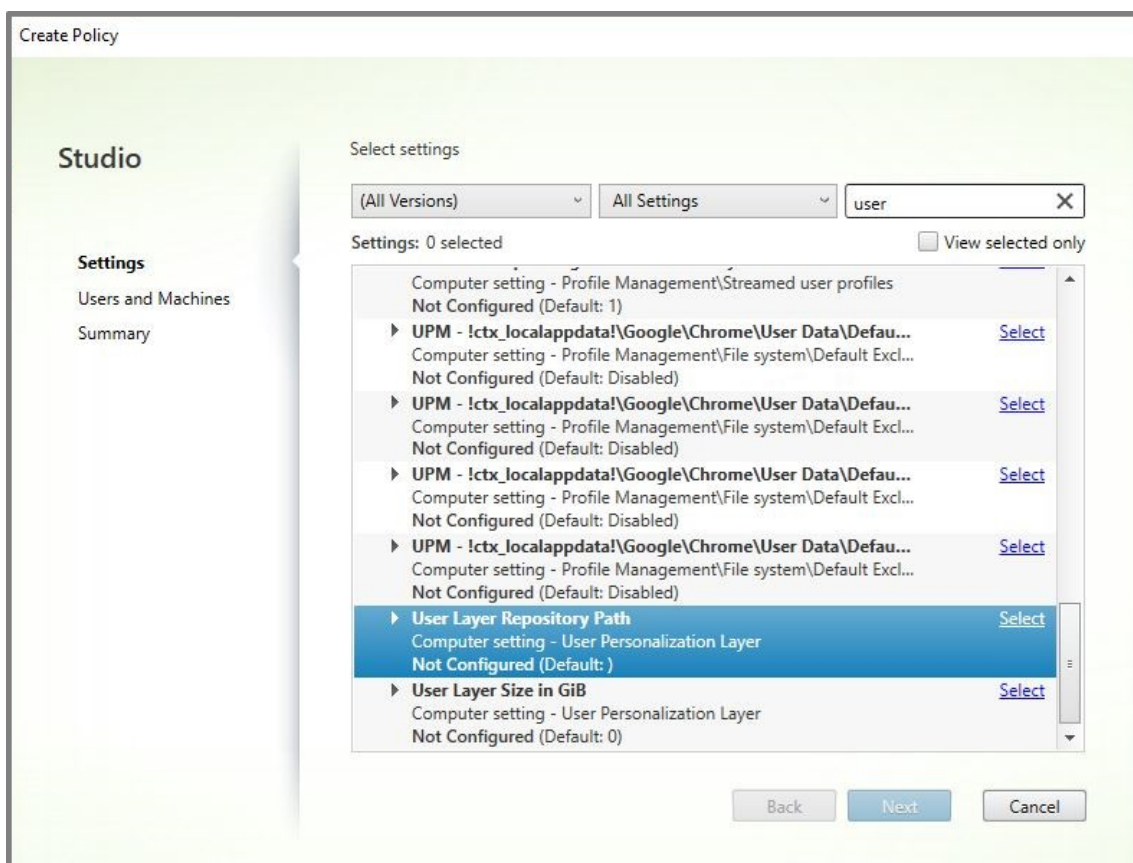 Create Policy
Studio
Settings
Users and Machines
Summary
Select settings
(All Versions)
All Settings
user
Settings: 0 selected
View selected only
Computer setting - Profile Management\Streamed user profiles
Not Configured (Default: 1)
UPM - !ctx_localappdata!\Google\Chrome\User Data\Defau... Select
Computer setting - Profile Management\File system\Default Excl...
Not Configured (Default: Disabled)
UPM - !ctx_localappdata!\Google\Chrome\User Data\Defau... Select
Computer setting - Profile Management\File system\Default Excl...
Not Configured (Default: Disabled)
UPM - !ctx_localappdata!\Google\Chrome\User Data\Defau... Select
Computer setting - Profile Management\File system\Default Excl...
Not Configured (Default: Disabled)
UPM - !ctx_localappdata!\Google\Chrome\User Data\Defau... Select
Computer setting - Profile Management\File system\Default Excl...
Not Configured (Default: Disabled)
User Layer Repository Path Select
Computer setting - User Personalization Layer
Not Configured (Default: )
User Layer Size in GiB Select
Computer setting - User Personalization Layer
Not Configured (Default: 0)
Back
Next
Cancel